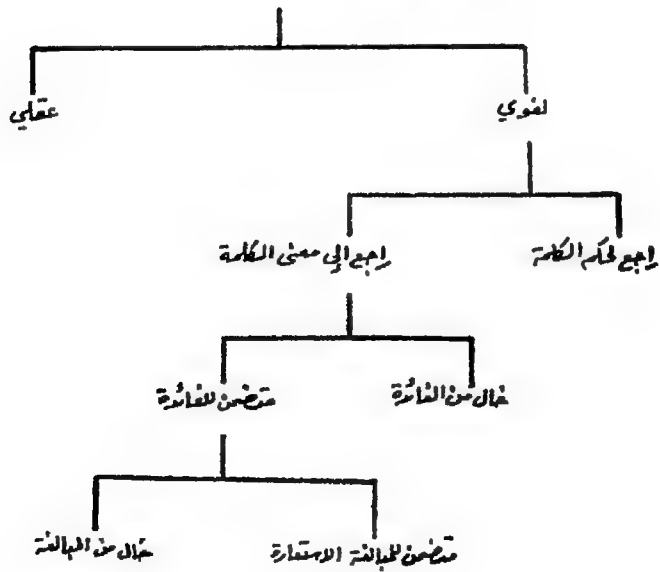 لغوي
عقلي
راجع لحكم الكلمة
راجع إلى معنى الكلمة
خال من الفائدة
متضمن للفائدة
متضمن للمبالغة الاستعارة
خال من المبالغة